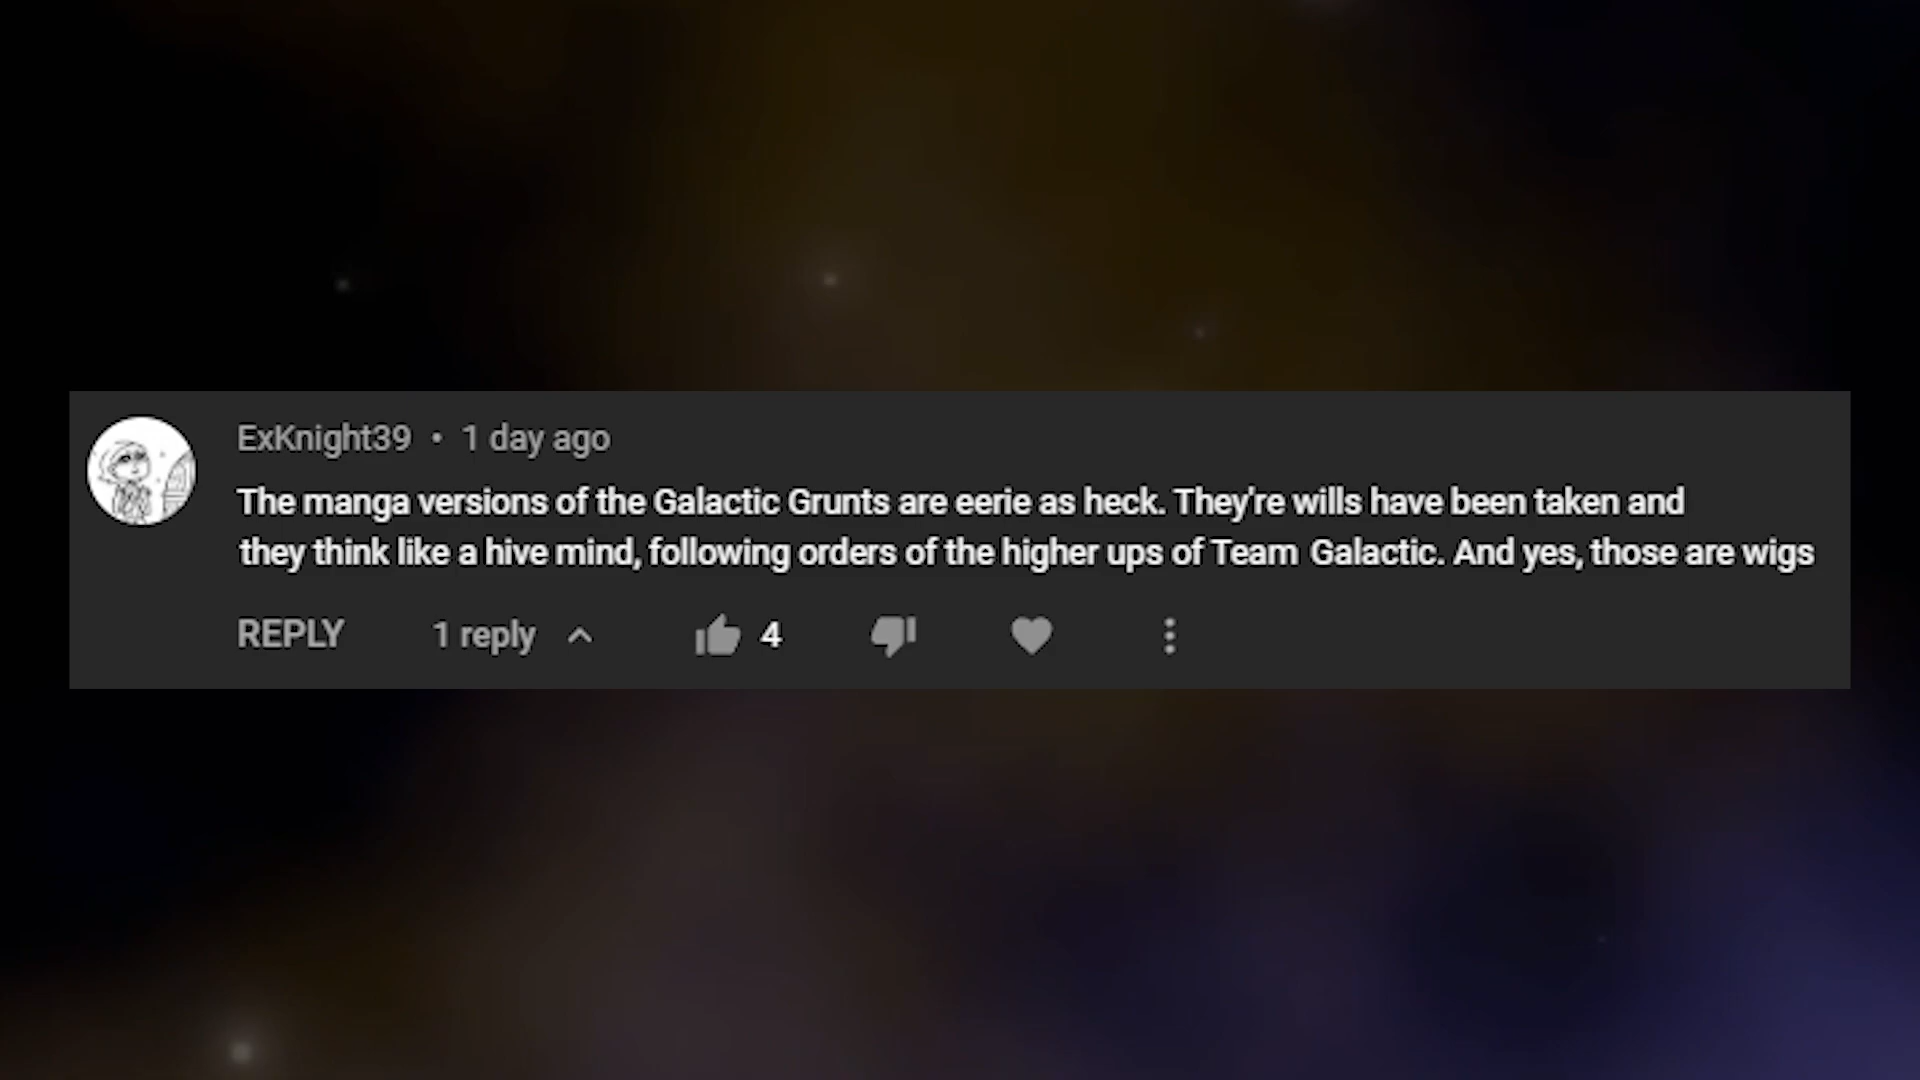 ExKnight39 • 1 day ago
The manga versions of the Galactic Grunts are eerie as heck. They're wills have been taken and
they think like a hive mind, following orders of the higher ups of Team Galactic. And yes, those are wigs
REPLY 1 reply 4